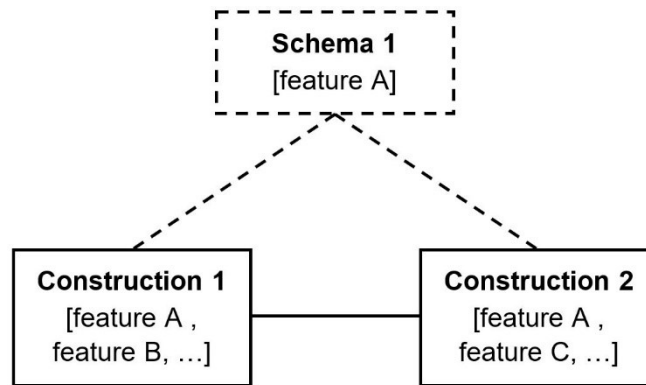 Schema 1
[feature A]
Construction 1
[feature A ,
feature B, …]
Construction 2
[feature A ,
feature C, …]